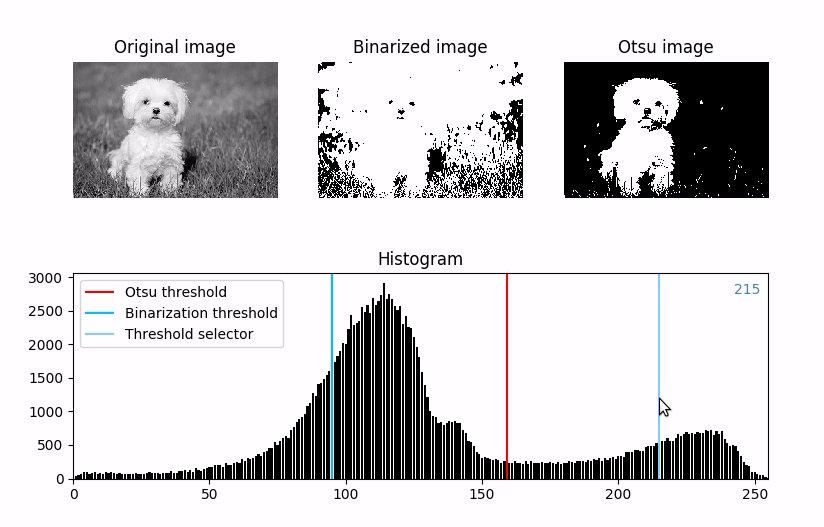 Original image
Binarized image
Otsu image
Histogram
3000
2500
2000
1500
1000
500
0
Otsu threshold
Binarization threshold
Threshold selector
215
0
50
100
150
200
250